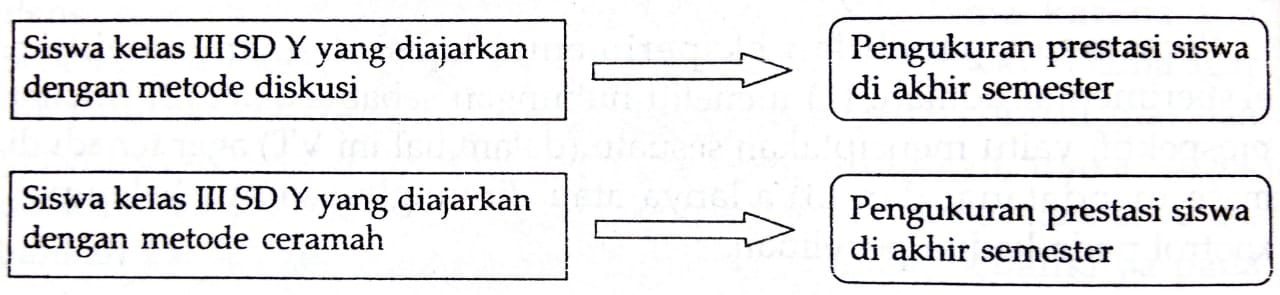 Siswa kelas III SD Y yang diajarkan
dengan metode diskusi
Pengukuran prestasi siswa
di akhir semester
Siswa kelas III SD Y yang diajarkan
dengan metode ceramah
Pengukuran prestasi siswa
di akhir semester